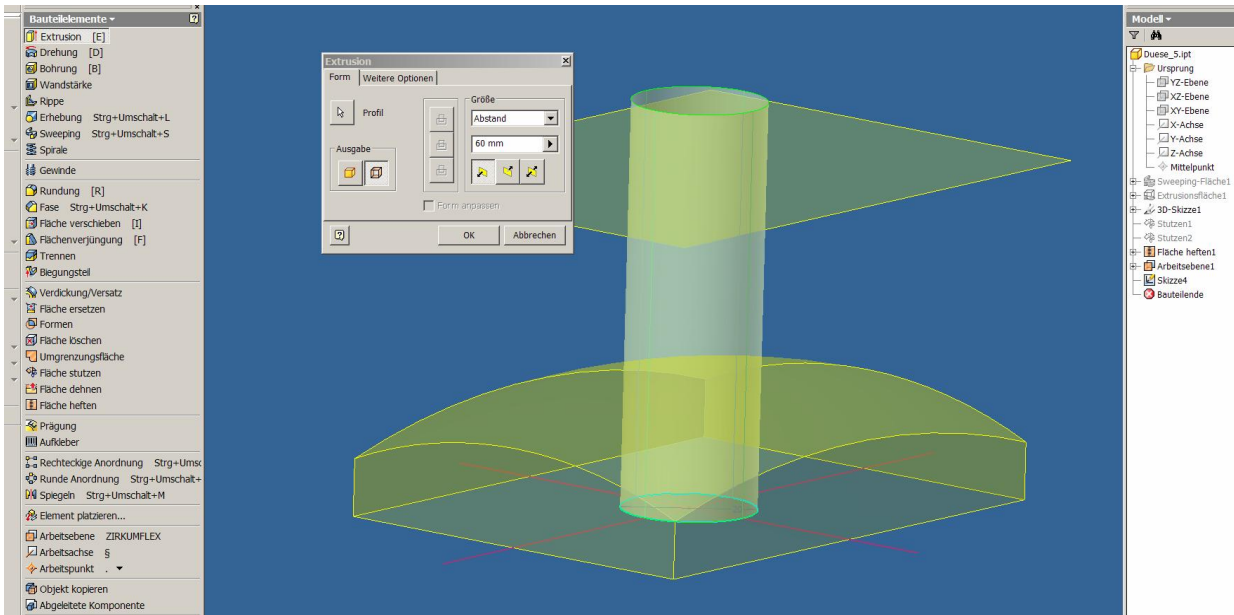 Bauteilelemente
Extrusion [E]
Drehung [D]
Bohrung [B]
Wandstärke
Rippe
Erhebung Strg+Umschalt+L
Sweeping Strg+Umschalt+S
Spirale
Gewinde
Rundung [R]
Fase Strg+Umschalt+K
Fläche verschieben [I]
Flächenverjüngung [F]
Trennen
Biegungsteil
Verdickung/Versatz
Fläche ersetzen
Formen
Fläche löschen
Umgrenzungsfläche
Fläche stutzen
Fläche dehnen
Fläche heften
Prägung
Aufkleber
Rechteckige Anordnung Strg+Umsc
Runde Anordnung Strg+Umschalt+
Spiegeln Strg+Umschalt+M
Element platzieren...
Arbeitsebene ZIRKUMFLEX
Arbeitsachse §
Arbeitspunkt .
Objekt kopieren
Abgeleitete Komponente
Extrusion
Form Weitere Optionen
Profil
Ausgabe
Größe
Abstand
60 mm
Form anpassen
OK Abbrechen
Modell
Duese_5.ipt
Ursprung
YZ-Ebene
XZ-Ebene
XY-Ebene
X-Achse
Y-Achse
Z-Achse
Mittelpunkt
Sweeping-Fläche1
Extrusionsfläche1
3D-Skizze1
Stutzen1
Stutzen2
Fläche heften1
Arbeitsebene1
Skizze4
Bauteilende